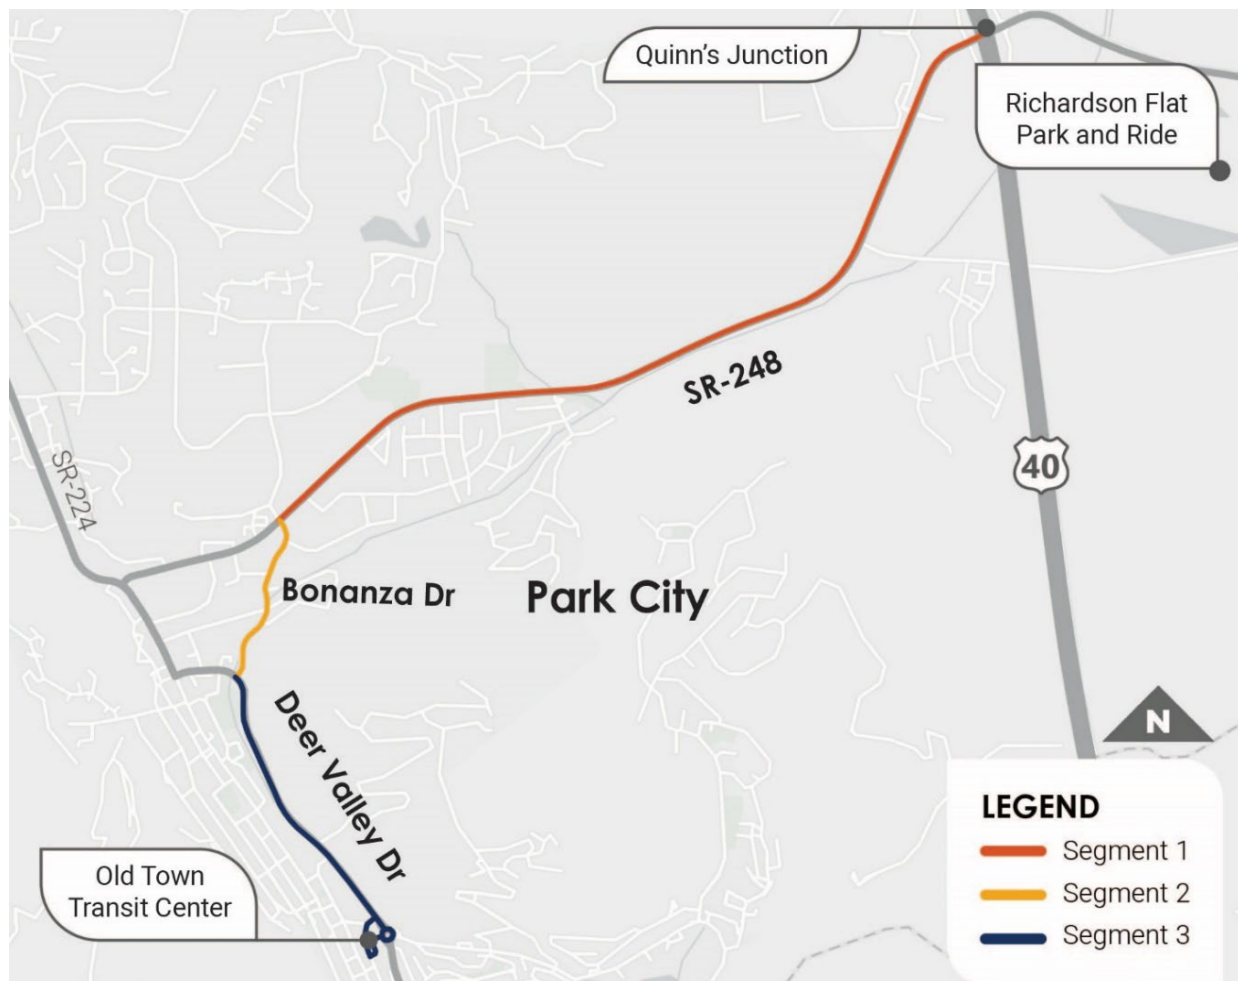 Quinn's Junction
Richardson Flat
Park and Ride
SR-248
40
SR-224
Bonanza Dr
Park City
Deer Valley Dr
N
Old Town
Transit Center
LEGEND
Segment 1
Segment 2
Segment 3